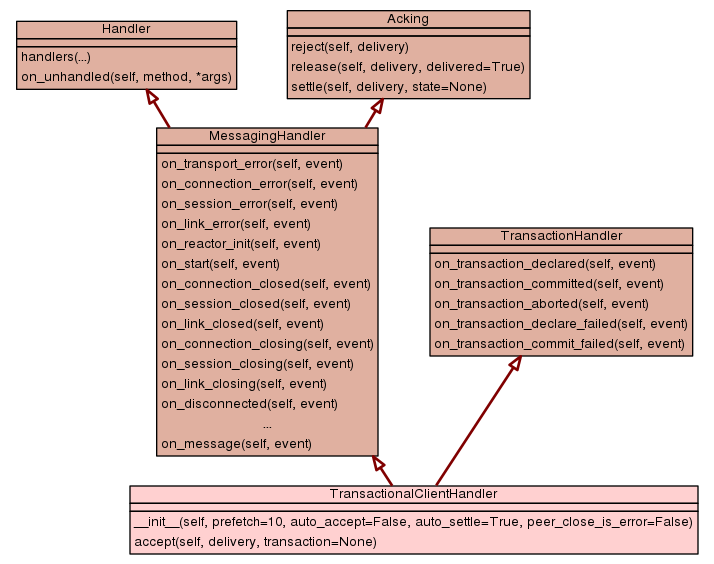 Handler
handlers(...)
on_unhandled(self, method, *args)
Acking
reject(self, delivery)
release(self, delivery, delivered=True)
settle(self, delivery, state=None)
MessagingHandler
on_transport_error(self, event)
on_connection_error(self, event)
on_session_error(self, event)
on_link_error(self, event)
on_reactor_init(self, event)
on_start(self, event)
on_connection_closed(self, event)
on_session_closed(self, event)
on_link_closed(self, event)
on_connection_closing(self, event)
on_session_closing(self, event)
on_link_closing(self, event)
on_disconnected(self, event)
...
on_message(self, event)
TransactionHandler
on_transaction_declared(self, event)
on_transaction_committed(self, event)
on_transaction_aborted(self, event)
on_transaction_declare_failed(self, event)
on_transaction_commit_failed(self, event)
TransactionalClientHandler
__init__(self, prefetch=10, auto_accept=False, auto_settle=True, peer_close_is_error=False)
accept(self, delivery, transaction=None)